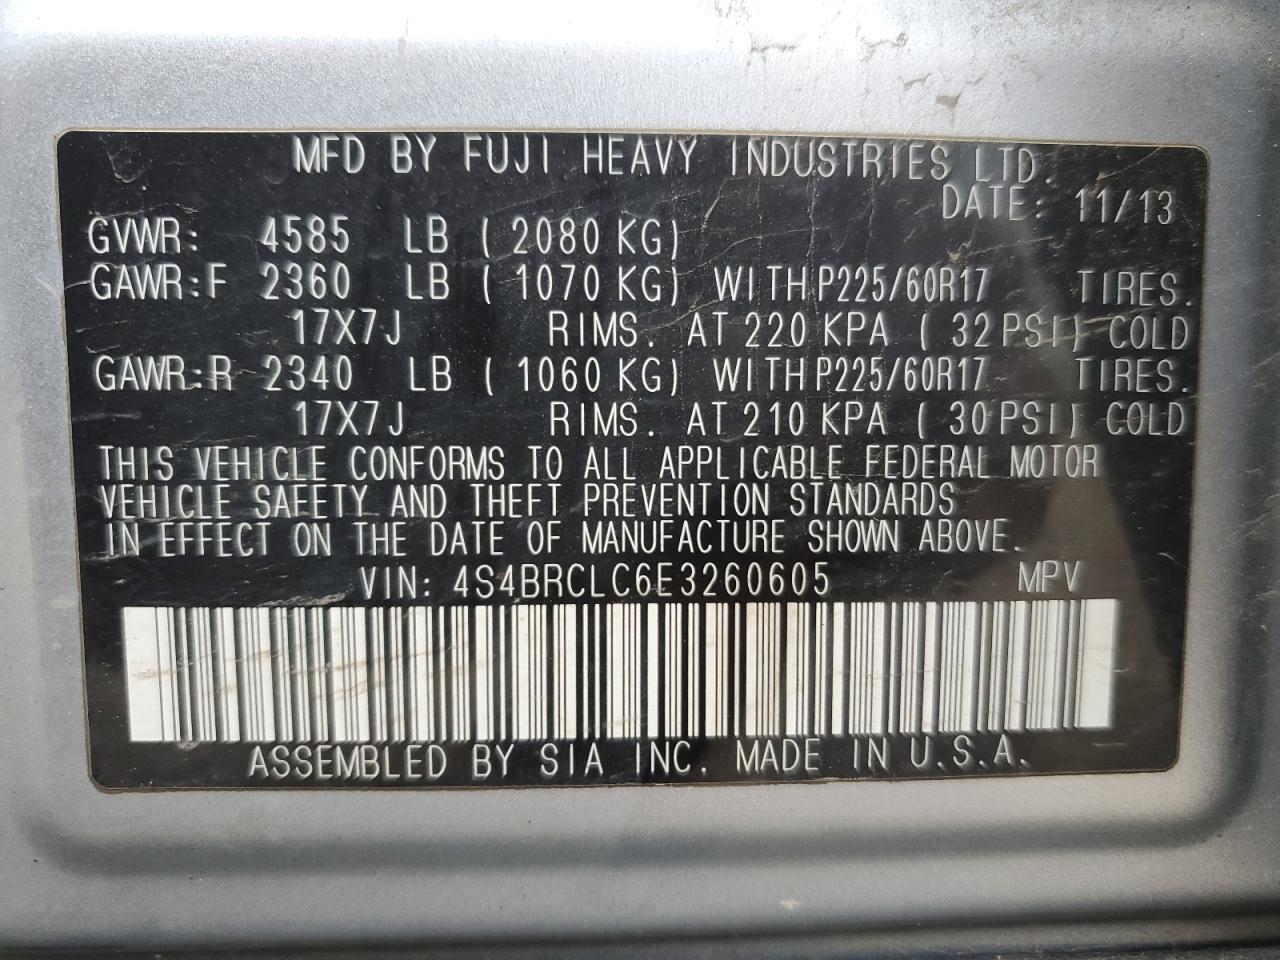 MFD BY FUJI HEAVY INDUSTRIES LTD.
DATE: 11/13
GVWR: 4585 LB ( 2080 KG)
GAWR:F 2360 LB ( 1070 KG) WITH P225/60R17 TIRES.
17X7J RIMS. AT 220 KPA ( 32 PSI) COLD
GAWR:R 2340 LB ( 1060 KG) WITH P225/60R17 TIRES.
17X7J RIMS. AT 210 KPA ( 30 PSI) COLD
THIS VEHICLE CONFORMS TO ALL APPLICABLE FEDERAL MOTOR
VEHICLE SAFETY AND THEFT PREVENTION STANDARDS
IN EFFECT ON THE DATE OF MANUFACTURE SHOWN ABOVE.
VIN: 4S4BRCLC6E3260605 MPV
ASSEMBLED BY SIA INC. MADE IN U.S.A.